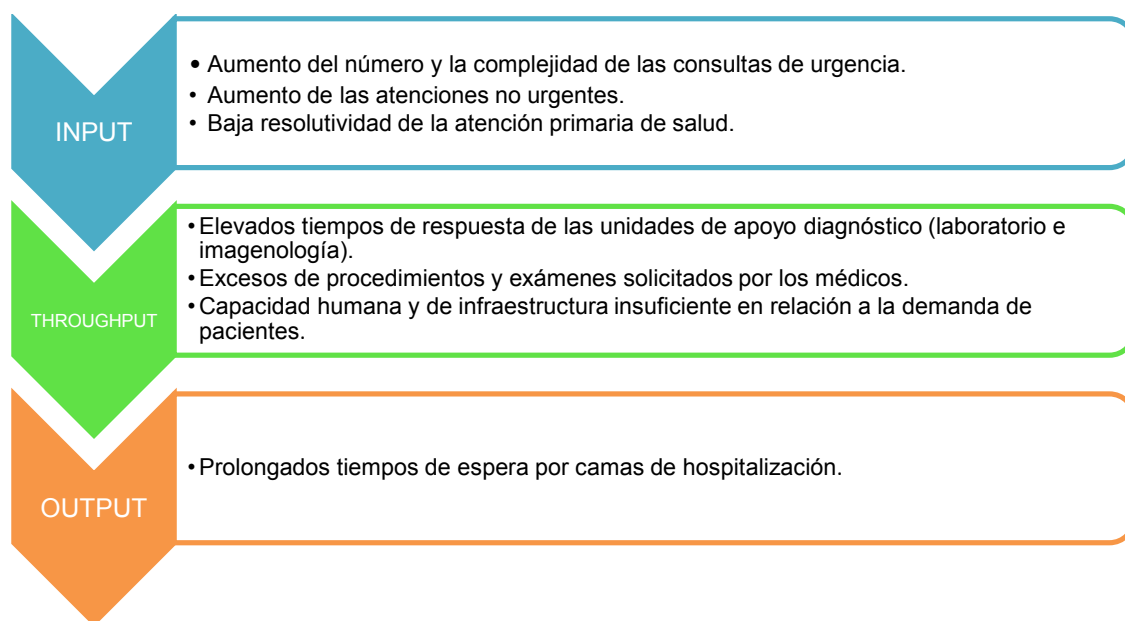 INPUT
• Aumento del número y la complejidad de las consultas de urgencia.
• Aumento de las atenciones no urgentes.
• Baja resolutividad de la atención primaria de salud.
THROUGHPUT
• Elevados tiempos de respuesta de las unidades de apoyo diagnóstico (laboratorio e
imagenología).
• Excesos de procedimientos y exámenes solicitados por los médicos.
• Capacidad humana y de infraestructura insuficiente en relación a la demanda de
pacientes.
OUTPUT
• Prolongados tiempos de espera por camas de hospitalización.